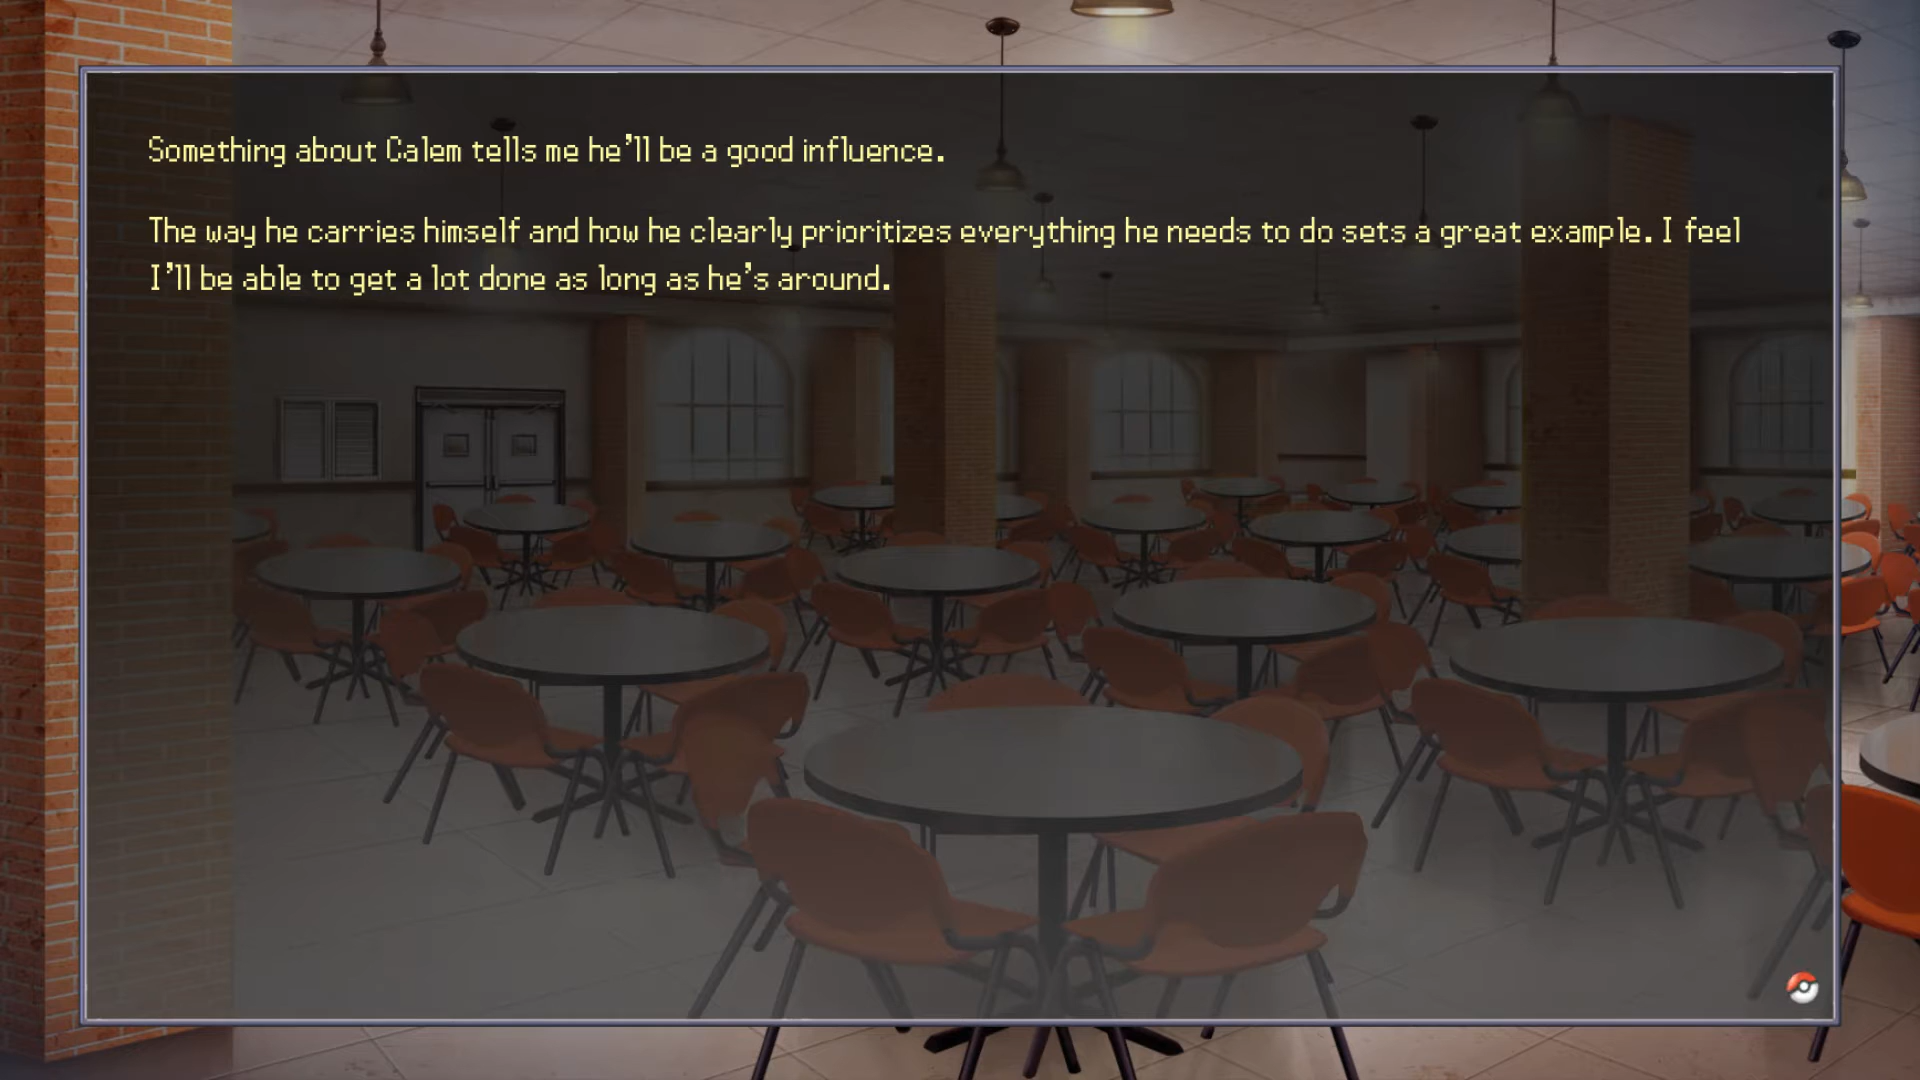 Something about Calem tells me he'll be a good influence.
The way he carries himself and how he clearly prioritizes everything he needs to do sets a great example. I feel
I'll be able to get a lot done as long as he's around.